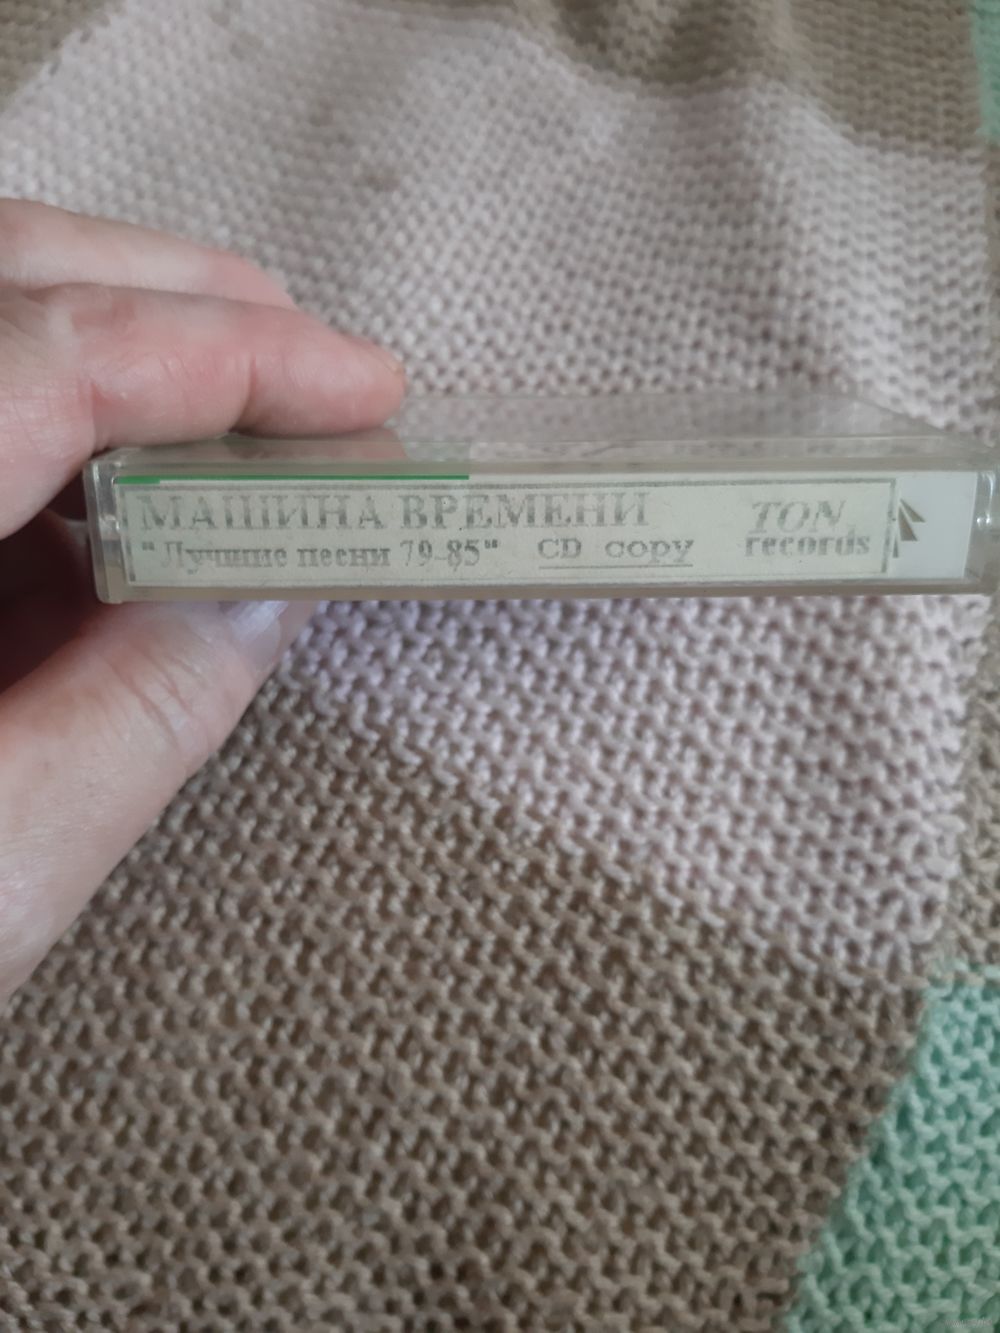 МАШИНА ВРЕМЕНИ
"Лучшие песни 79-85" CD copy
TON
records